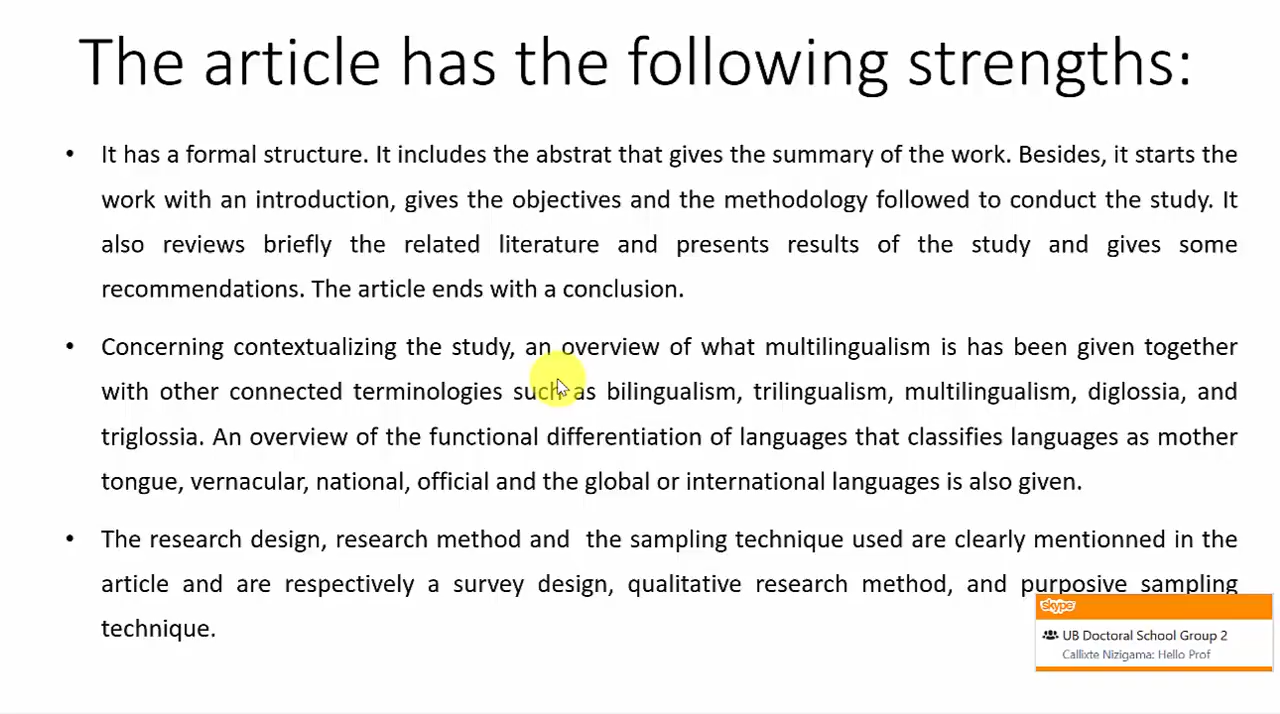 The article has the following strengths:
• It has a formal structure. It includes the abstrat that gives the summary of the work. Besides, it starts the
work with an introduction, gives the objectives and the methodology followed to conduct the study. It
also reviews briefly the related literature and presents results of the study and gives some
recommendations. The article ends with a conclusion.
• Concerning contextualizing the study, an overview of what multilingualism is has been given together
with other connected terminologies such as bilingualism, trilingualism, multilingualism, diglossia, and
triglossia. An overview of the functional differentiation of languages that classifies languages as mother
tongue, vernacular, national, official and the global or international languages is also given.
• The research design, research method and  the sampling technique used are clearly mentionned in the
article and are respectively a survey design, qualitative research method, and purposive sampling
technique.
skype
UB Doctoral School Group 2
Callixte Nizigama: Hello Prof